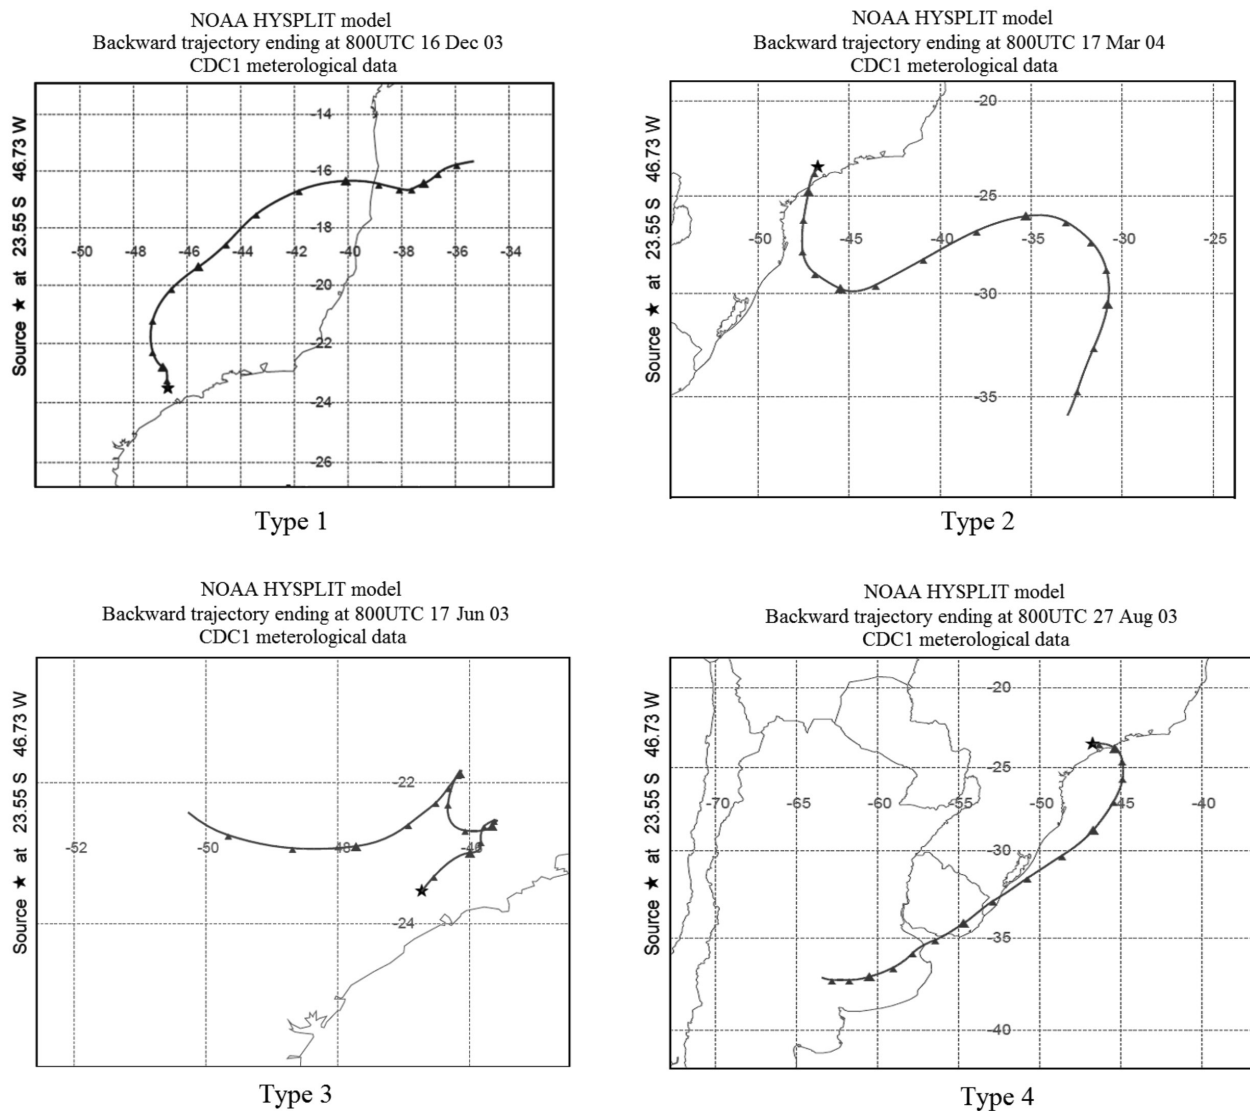 NOAA HYSPLIT model
Backward trajectory ending at 800UTC 16 Dec 03
CDC1 meterological data
Source ★ at 23.55 S 46.73 W
-14
-16
-18
-50 -48 -46 -44 -42 -40 -38 -36 -34
-20
-22
-24
-26
Type 1
NOAA HYSPLIT model
Backward trajectory ending at 800UTC 17 Mar 04
CDC1 meterological data
Source ★ at 23.55 S 46.73 W
-20
-25
-50 -45 -40 -35 -30 -25
-30
-35
Type 2
NOAA HYSPLIT model
Backward trajectory ending at 800UTC 17 Jun 03
CDC1 meterological data
Source ★ at 23.55 S 46.73 W
-22
-52 -50 -48 -46
-24
Type 3
NOAA HYSPLIT model
Backward trajectory ending at 800UTC 27 Aug 03
CDC1 meterological data
Source ★ at 23.55 S 46.73 W
-20
-25
-70 -65 -60 -55 -50 -45 -40
-30
-35
-40
Type 4